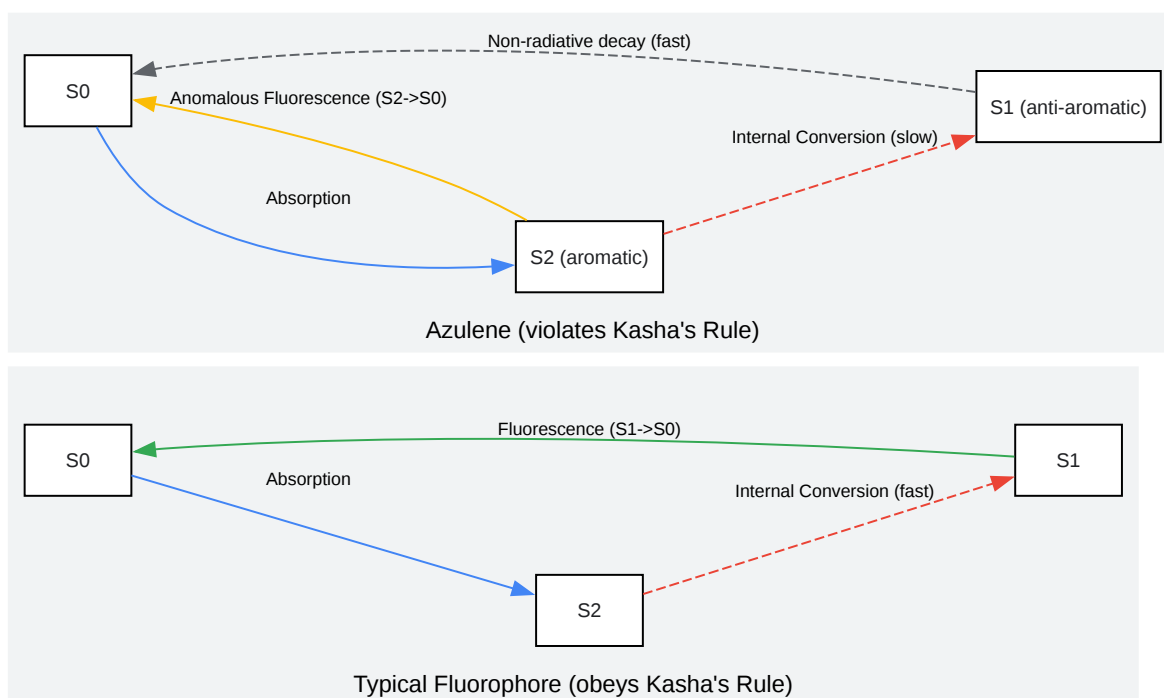 Non-radiative decay (fast)
S0
Anomalous Fluorescence (S2->S0)
S1 (anti-aromatic)
Internal Conversion (slow)
Absorption
S2 (aromatic)
Azulene (violates Kasha's Rule)
Fluorescence (S1->S0)
S0
S1
Absorption
Internal Conversion (fast)
S2
Typical Fluorophore (obeys Kasha's Rule)